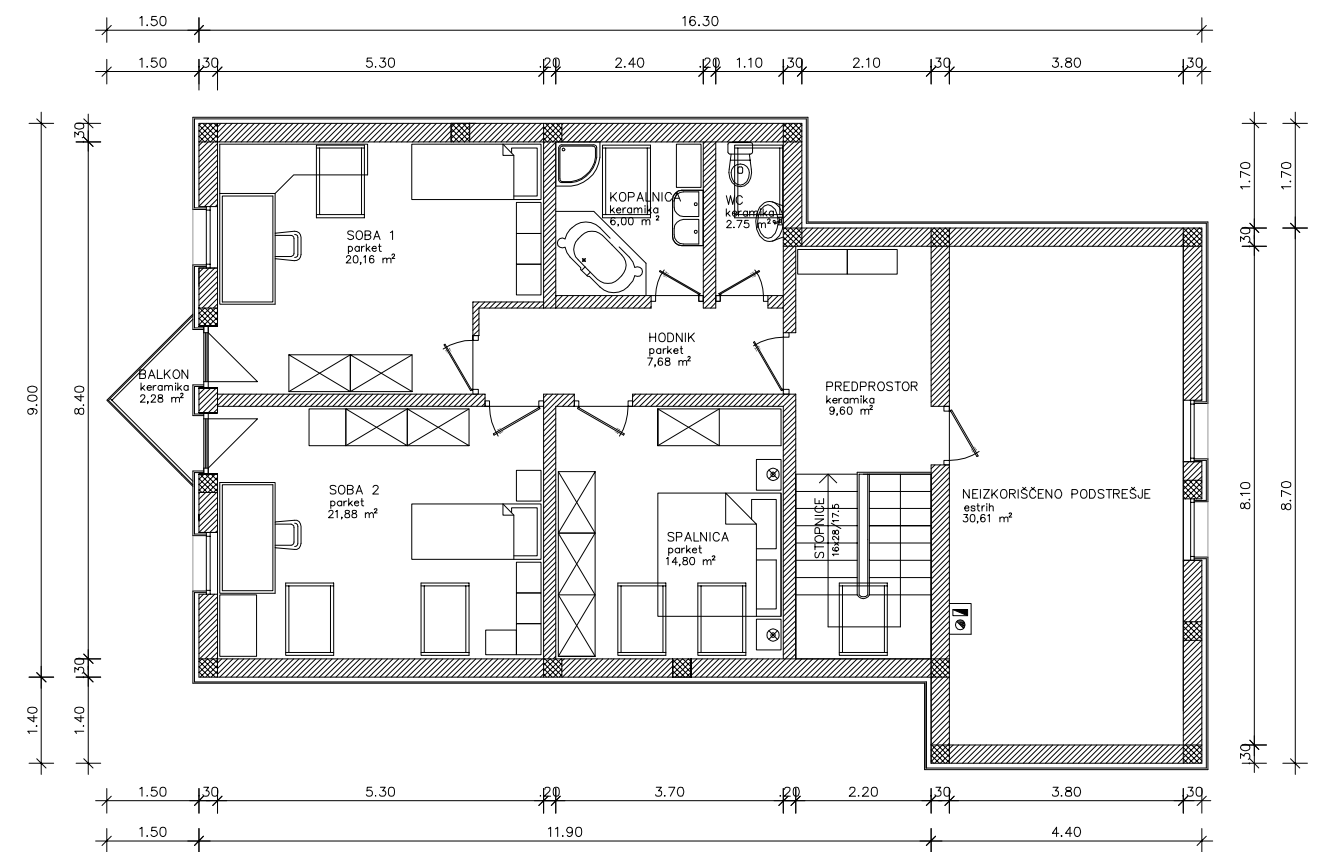 1.50
16.30
1.50
.30
5.30
.20
2.40
.20
1.10
.30
2.10
.30
3.80
.30
.30
1.70
1.70
KOPALNICA
keramika
6,00 m²
WC
keramika
2.75 m²
SOBA 1
parket
20,16 m²
.30
HODNIK
parket
7,68 m²
BALKON
keramika
2,28 m²
PREDPROSTOR
keramika
9,60 m²
9.00
8.40
SOBA 2
parket
21,88 m²
NEIZKORIŠČENO PODSTREŠJE
estrih
30,61 m²
8.10
8.70
STOPNICE
16x28/17.5
SPALNICA
parket
14,80 m²
.30
1.40
1.40
.30
1.50
.30
5.30
.20
3.70
.20
2.20
.30
3.80
.30
1.50
11.90
4.40